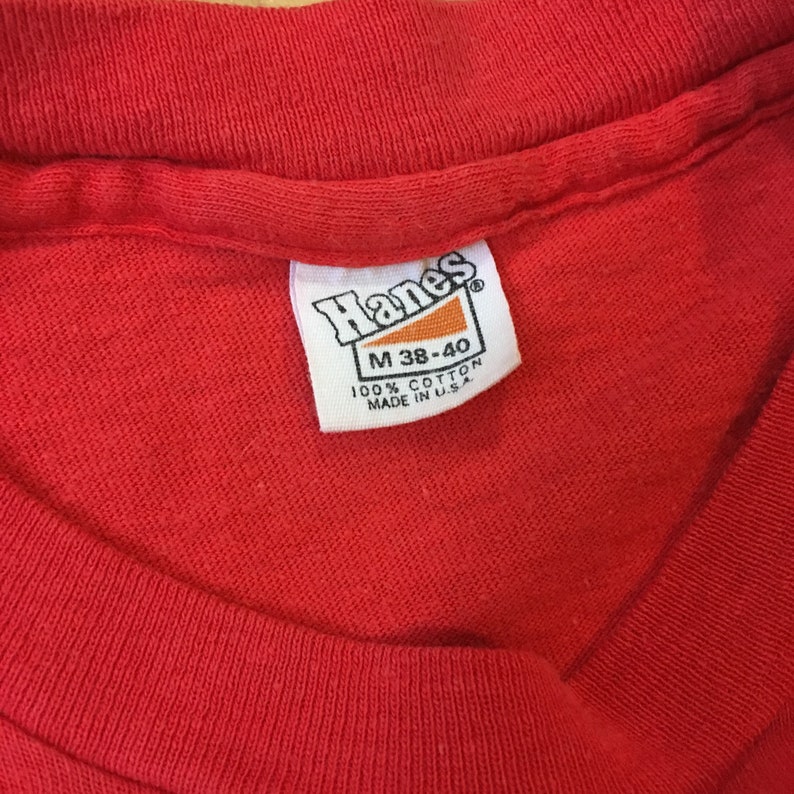 Hanes®
M 38-40
100% COTTON
MADE IN U.S.A.